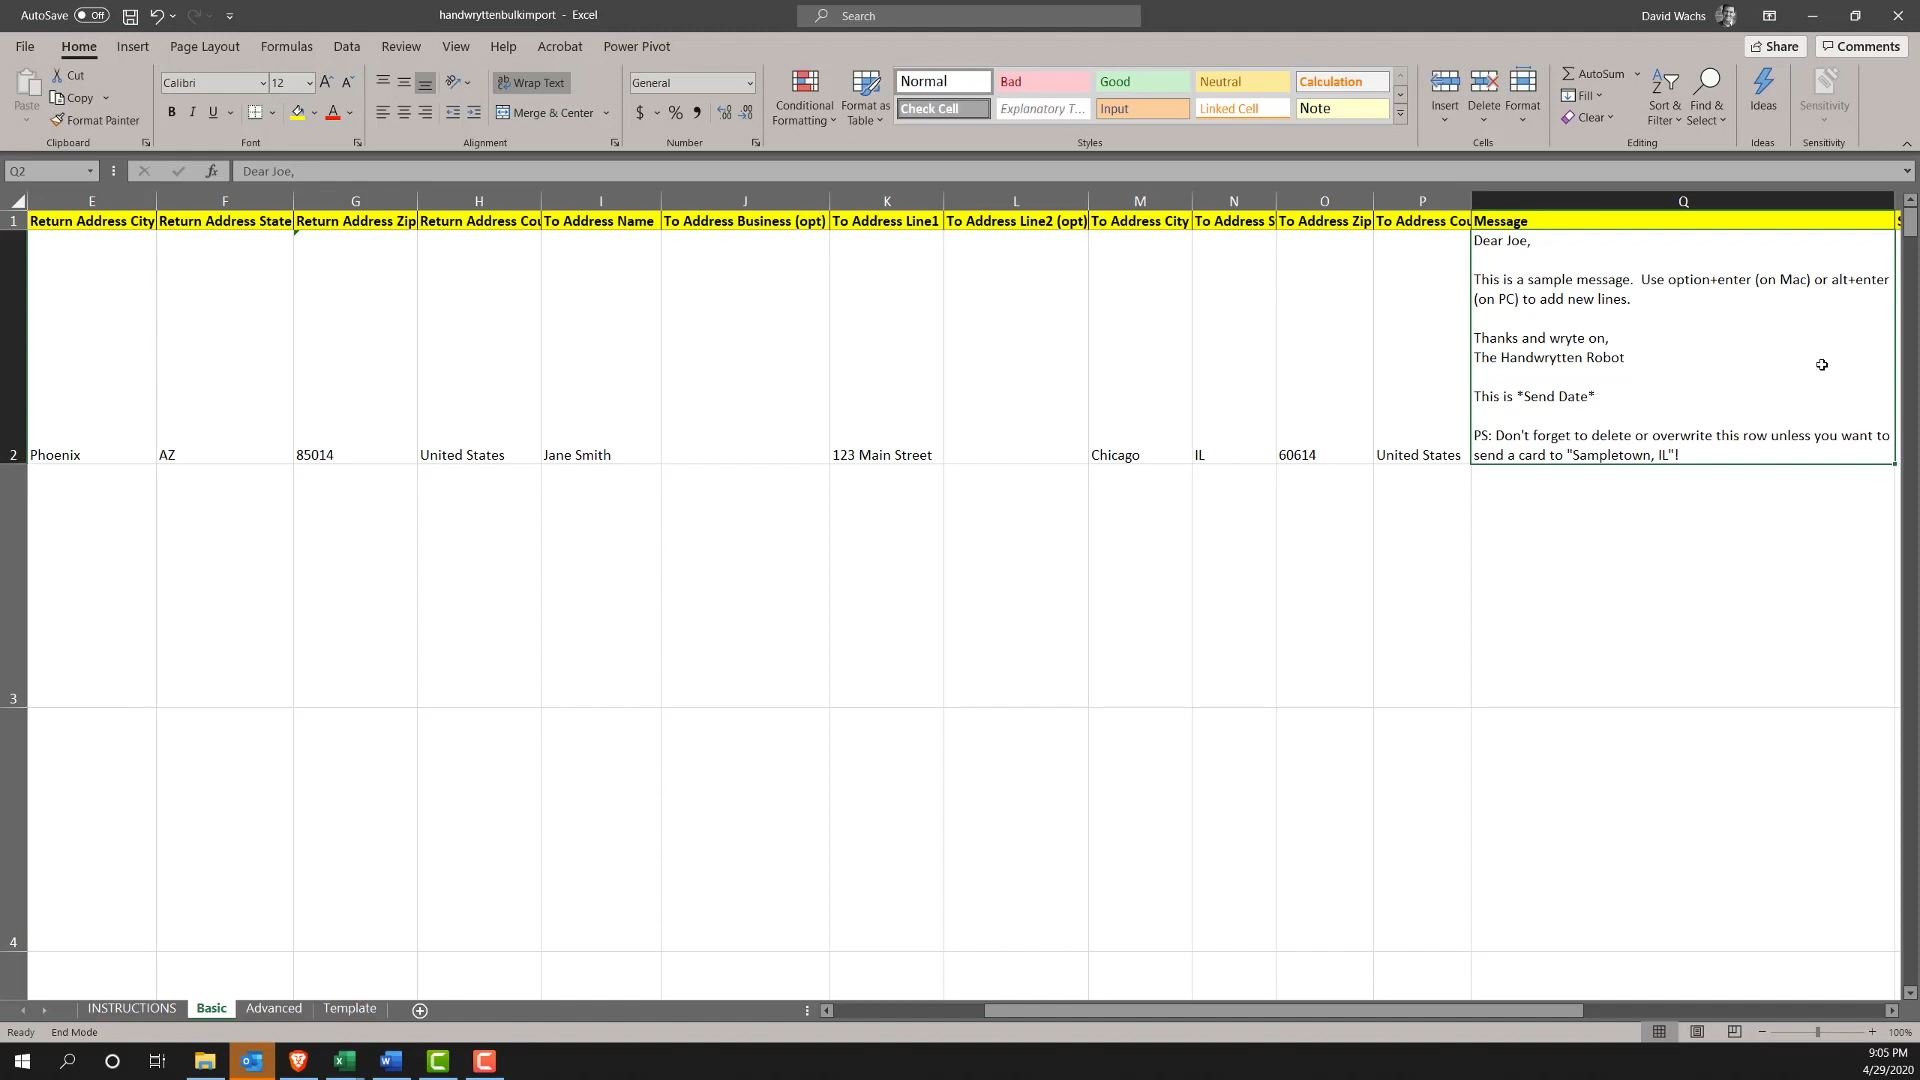 AutoSave Off
handwryttenbulkimport - Excel
Search
David Wachs
File Home Insert Page Layout Formulas Data Review View Help Acrobat Power Pivot
Share Comments
Paste
Cut
Copy
Format Painter
Clipboard
Calibri 12
B I U
Font
Wrap Text
Merge & Center
Alignment
General
$ % ,
Number
Conditional Formatting
Format as Table
Normal Bad Good Neutral Calculation
Check Cell Explanatory T... Input Linked Cell Note
Styles
Insert Delete Format
Cells
AutoSum
Fill
Clear
Sort & Filter
Find & Select
Editing
Ideas
Ideas
Sensitivity
Sensitivity
Q2 fx Dear Joe,
E F G H I J K L M N O P Q
1 Return Address City Return Address State Return Address Zip Return Address Cou To Address Name To Address Business (opt) To Address Line1 To Address Line2 (opt) To Address City To Address S To Address Zip To Address Cou Message
Dear Joe,
This is a sample message.  Use option+enter (on Mac) or alt+enter
(on PC) to add new lines.
Thanks and wryte on,
The Handwrytten Robot
This is *Send Date*
PS: Don't forget to delete or overwrite this row unless you want to
send a card to "Sampletown, IL"!
2 Phoenix AZ 85014 United States Jane Smith 123 Main Street Chicago IL 60614 United States
3
4
INSTRUCTIONS Basic Advanced Template
Ready End Mode
100%
9:05 PM
4/29/2020